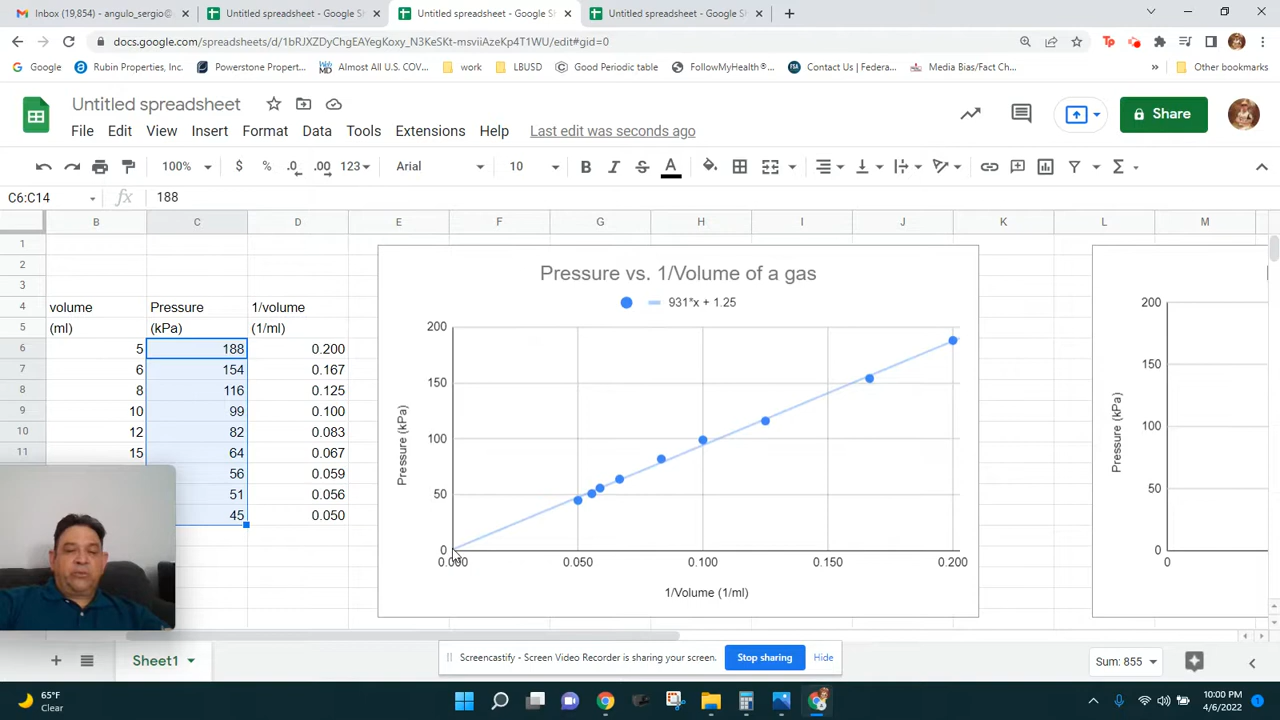 Inbox (19,854) - angulo_sergio@ Untitled spreadsheet - Google Sh Untitled spreadsheet - Google Sh Untitled spreadsheet - Google Sh
docs.google.com/spreadsheets/d/1bRJXZDyChgEAYegKoxy_N3KeSKt-msviiAzeKp4T1WU/edit#gid=0
Google Rubin Properties, Inc. Powerstone Propert... Almost All U.S. COV... work LBUSD Good Periodic table FollowMyHealth®... Contact Us | Federa... Media Bias/Fact Ch... » Other bookmarks
Untitled spreadsheet
Share
File Edit View Insert Format Data Tools Extensions Help Last edit was seconds ago
100% $ % .0 .00 123 Arial 10 B I S A
C6:C14 fx 188
B C D E F G H I J K L M
1
2
3
4 volume Pressure 1/volume
5 (ml) (kPa) (1/ml)
6 5 188 0.200
7 6 154 0.167
8 8 116 0.125
9 10 99 0.100
10 12 82 0.083
11 15 64 0.067
56 0.059
51 0.056
45 0.050
Pressure vs. 1/Volume of a gas
931*x + 1.25
200
150
100
50
0
Pressure (kPa)
0.000 0.050 0.100 0.150 0.200
1/Volume (1/ml)
200
150
100
50
0
Pressure (kPa)
0
Screencastify - Screen Video Recorder is sharing your screen. Stop sharing Hide
Sheet1
Sum: 855
65°F
Clear
10:00 PM
4/6/2022